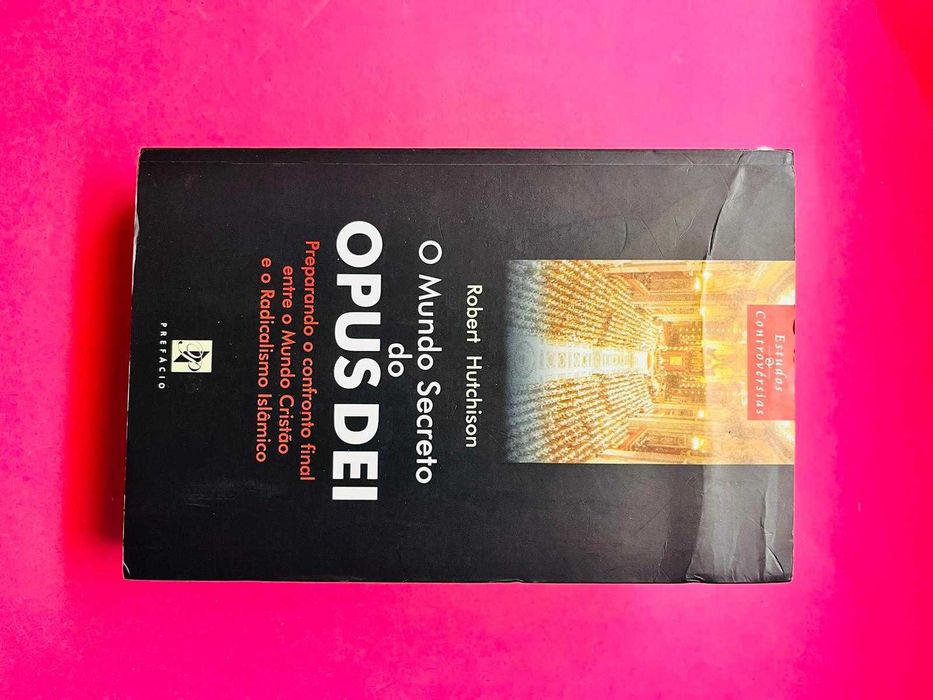 Estudos
&
Controvérsias
Robert Hutchison
O Mundo Secreto
do
OPUS DEI
Preparando o confronto final
entre o Mundo Cristão
e o Radicalismo Islâmico
PREFÁCIO